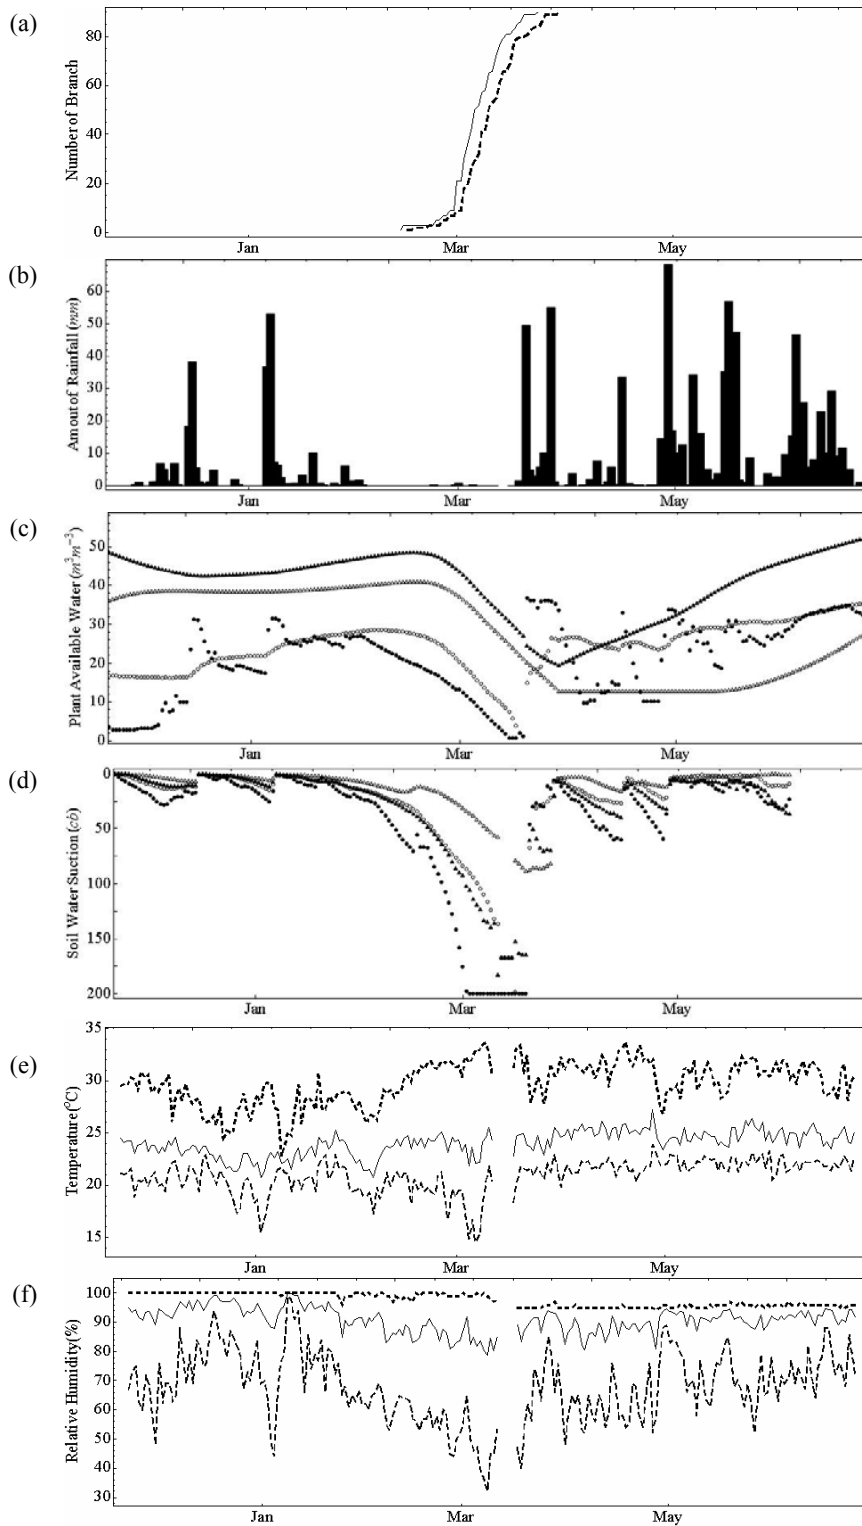 (a)
Number of Branch
80
60
40
20
0
Jan Mar May
(b)
Amout of Rainfall (mm)
60
50
40
30
20
10
0
Jan Mar May
(c)
Plant Available Water (m³m⁻³)
50
40
30
20
10
0
Jan Mar May
(d)
Soil Water Suction (cb)
0
50
100
150
200
Jan Mar May
(e)
Temperature(°C)
35
30
25
20
15
Jan Mar May
(f)
Relative Humidity(%)
100
90
80
70
60
50
40
30
Jan Mar May